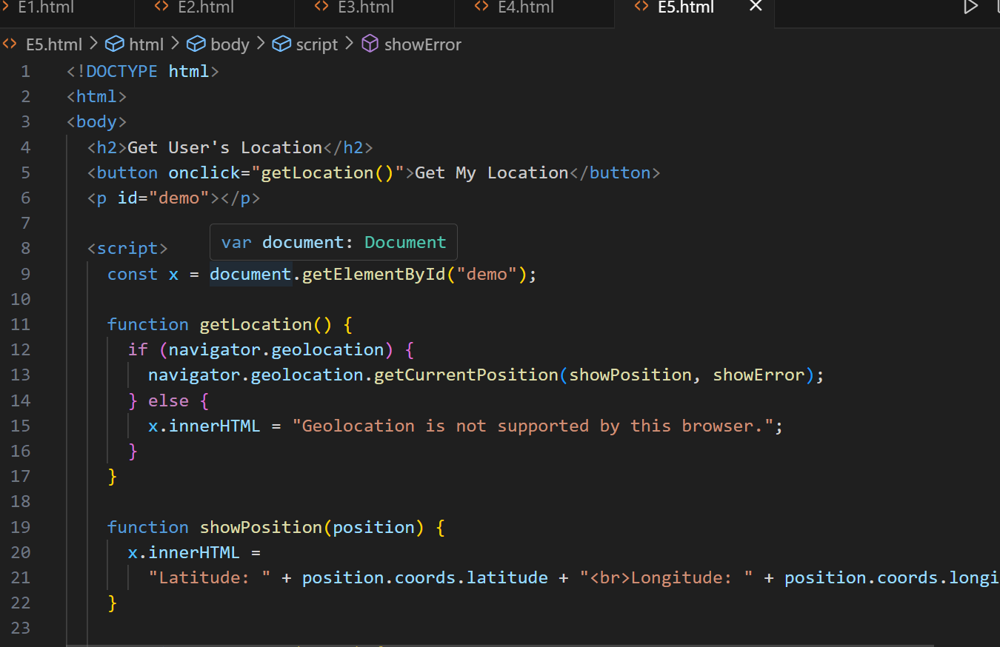 E1.html E2.html E3.html E4.html E5.html
E5.html > html > body > script > showError
1 <!DOCTYPE html>
2 <html>
3 <body>
4 <h2>Get User's Location</h2>
5 <button onclick="getLocation()">Get My Location</button>
6 <p id="demo"></p>
7
var document: Document
8 <script>
9 const x = document.getElementById("demo");
10
11 function getLocation() {
12 if (navigator.geolocation) {
13 navigator.geolocation.getCurrentPosition(showPosition, showError);
14 } else {
15 x.innerHTML = "Geolocation is not supported by this browser.";
16 }
17 }
18
19 function showPosition(position) {
20 x.innerHTML =
21 "Latitude: " + position.coords.latitude + "<br>Longitude: " + position.coords.longi
22 }
23